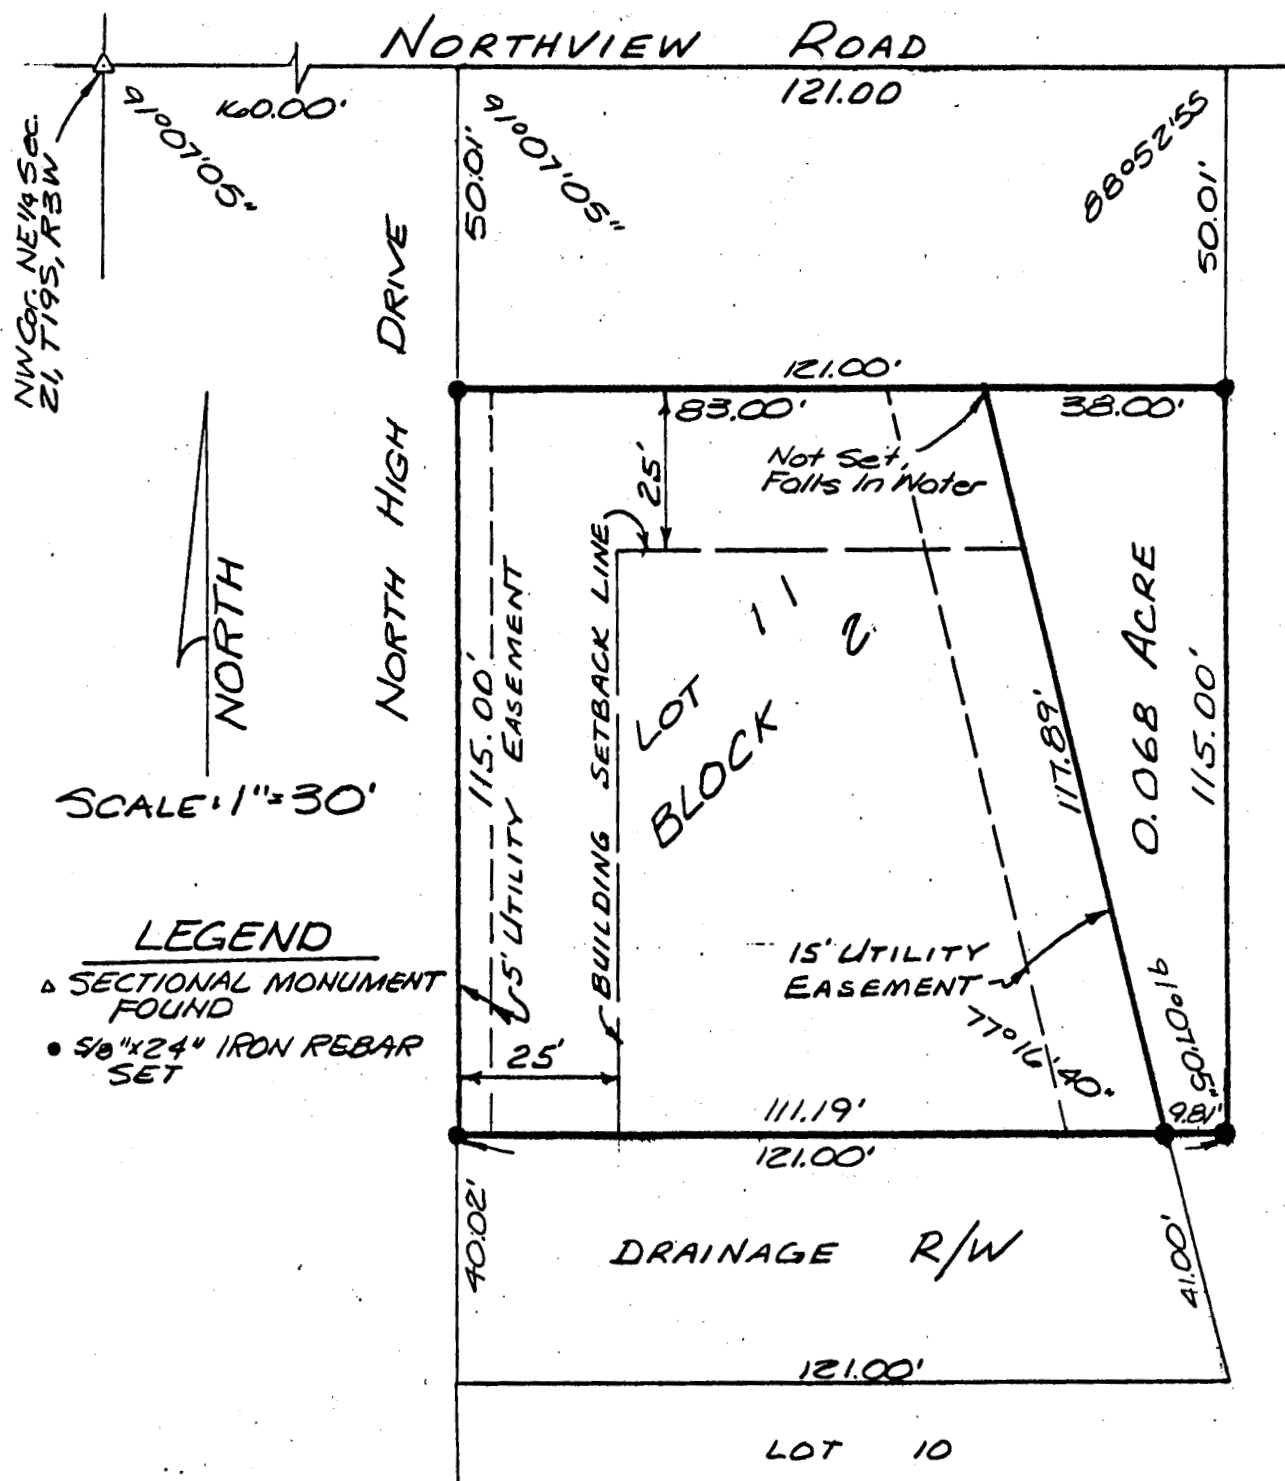 NORTHVIEW ROAD
160.00'
121.00
91°07'05"
91°07'05"
88°52'55
NW Cor. NE 1/4 Sec.
21, T19S, R3W
50.01'
50.01'
NORTH HIGH DRIVE
121.00'
83.00'
38.00'
25'
Not Set,
Falls In Water
NORTH
SCALE: 1"=30'
115.00'
5' UTILITY EASEMENT
BUILDING SETBACK LINE
LOT 11
BLOCK 2
117.89'
0.068 ACRE
115.00'
LEGEND
△ SECTIONAL MONUMENT
FOUND
● 5/8"x24" IRON REBAR
SET
15' UTILITY
EASEMENT
77°16'40"
91°07'05"
25'
111.19'
9.81'
121.00'
40.02'
DRAINAGE R/W
41.00'
121.00'
LOT 10